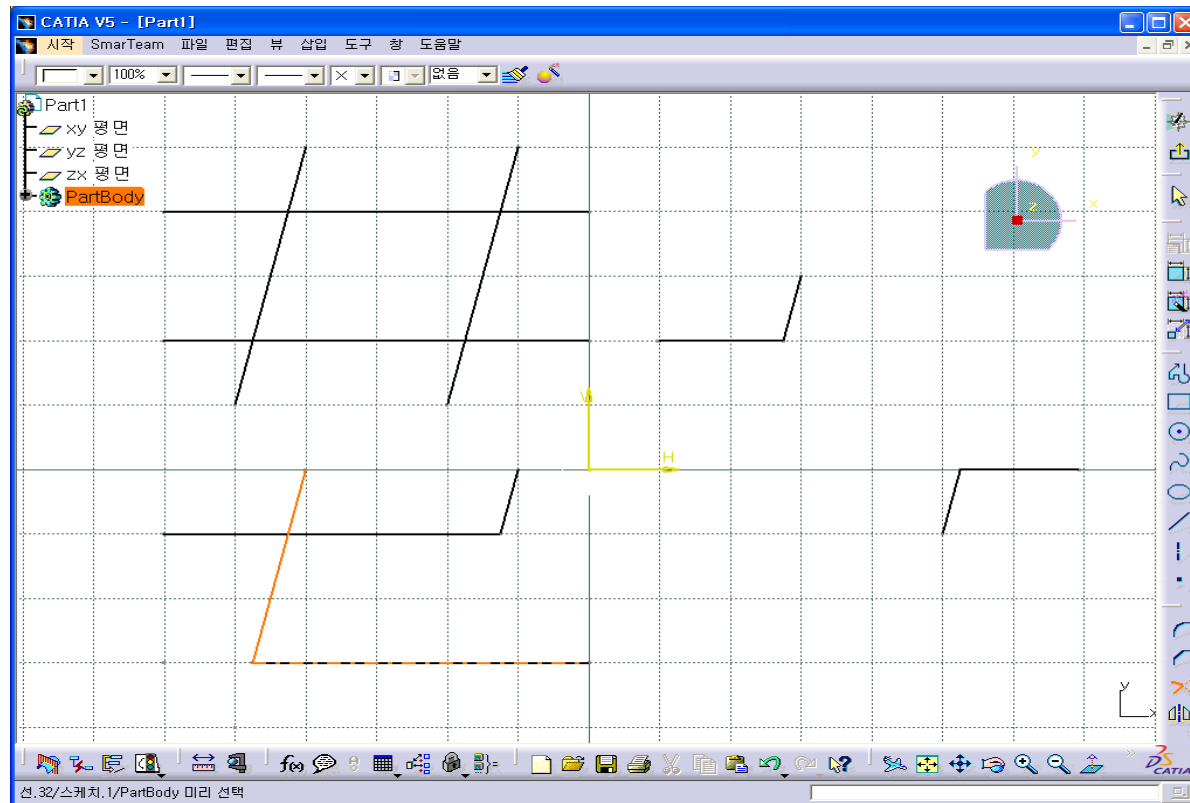 CATIA V5 - [Part1]
시작 SmarTeam 파일 편집 뷰 삽입 도구 창 도움말
100% 없음
Part1
xy 평면
yz 평면
zx 평면
PartBody
y
z
x
V
H
y
x
f(x)
CATIA
선.32/스케치.1/PartBody 미리 선택